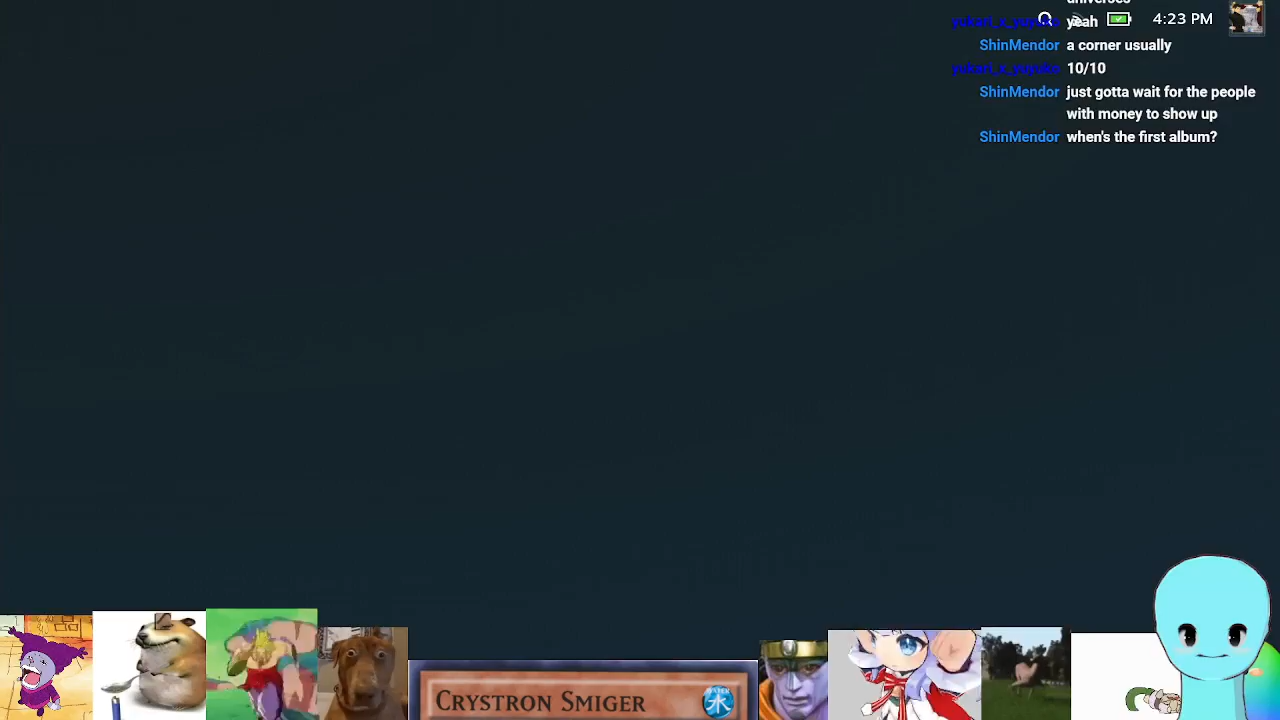 4:23 PM
yeah
ShinMendor a corner usually
10/10
ShinMendor just gotta wait for the people
with money to show up
ShinMendor when's the first album?
CRYSTRON SMIGER
水